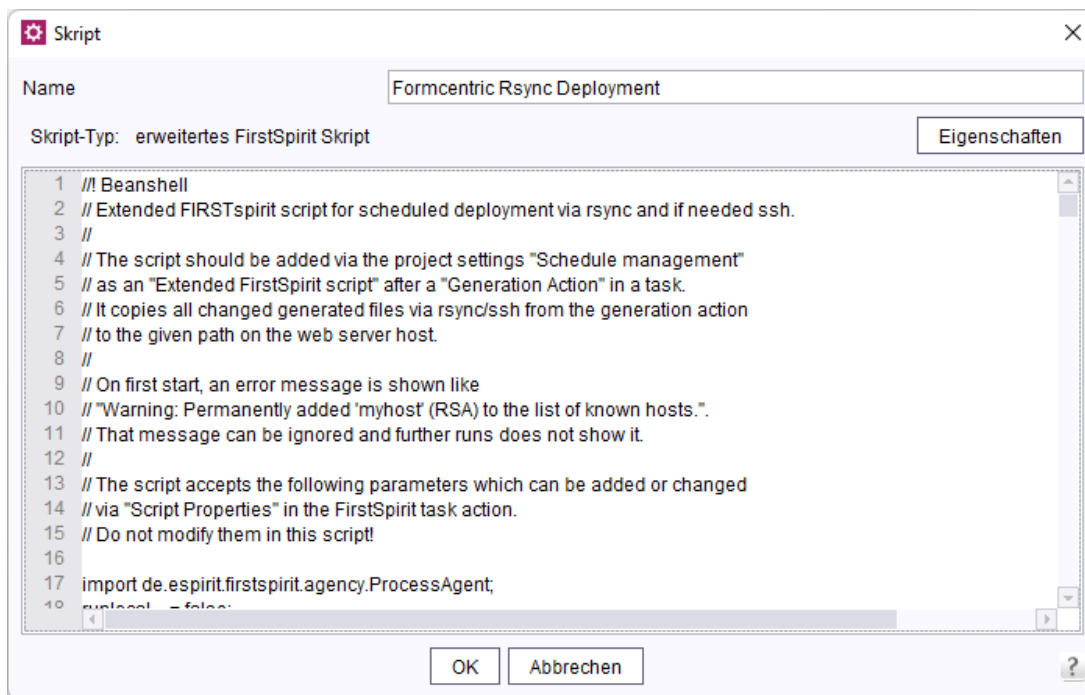 Skript
Name Formcentric Rsync Deployment
Skript-Typ: erweitertes FirstSpirit Skript Eigenschaften
1 //! Beanshell
2 // Extended FIRSTspirit script for scheduled deployment via rsync and if needed ssh.
3 //
4 // The script should be added via the project settings "Schedule management"
5 // as an "Extended FirstSpirit script" after a "Generation Action" in a task.
6 // It copies all changed generated files via rsync/ssh from the generation action
7 // to the given path on the web server host.
8 //
9 // On first start, an error message is shown like
10 // "Warning: Permanently added 'myhost' (RSA) to the list of known hosts.".
11 // That message can be ignored and further runs does not show it.
12 //
13 // The script accepts the following parameters which can be added or changed
14 // via "Script Properties" in the FirstSpirit task action.
15 // Do not modify them in this script!
16
17 import de.espirit.firstspirit.agency.ProcessAgent;
18 = false;
OK Abbrechen ?